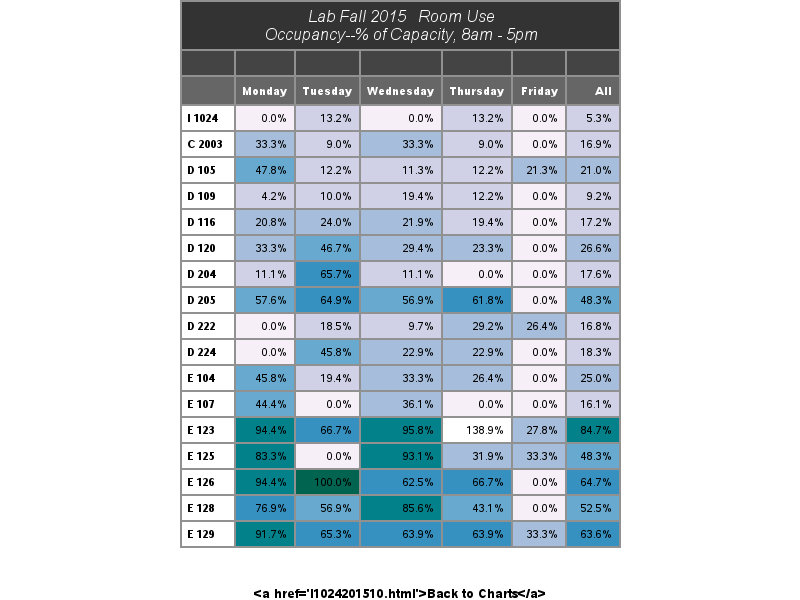 Lab Fall 2015 Room Use
Occupancy--% of Capacity, 8am - 5pm
Monday Tuesday Wednesday Thursday Friday All
I 1024 0.0% 13.2% 0.0% 13.2% 0.0% 5.3%
C 2003 33.3% 9.0% 33.3% 9.0% 0.0% 16.9%
D 105 47.8% 12.2% 11.3% 12.2% 21.3% 21.0%
D 109 4.2% 10.0% 19.4% 12.2% 0.0% 9.2%
D 116 20.8% 24.0% 21.9% 19.4% 0.0% 17.2%
D 120 33.3% 46.7% 29.4% 23.3% 0.0% 26.6%
D 204 11.1% 65.7% 11.1% 0.0% 0.0% 17.6%
D 205 57.6% 64.9% 56.9% 61.8% 0.0% 48.3%
D 222 0.0% 18.5% 9.7% 29.2% 26.4% 16.8%
D 224 0.0% 45.8% 22.9% 22.9% 0.0% 18.3%
E 104 45.8% 19.4% 33.3% 26.4% 0.0% 25.0%
E 107 44.4% 0.0% 36.1% 0.0% 0.0% 16.1%
E 123 94.4% 66.7% 95.8% 138.9% 27.8% 84.7%
E 125 83.3% 0.0% 93.1% 31.9% 33.3% 48.3%
E 126 94.4% 100.0% 62.5% 66.7% 0.0% 64.7%
E 128 76.9% 56.9% 85.6% 43.1% 0.0% 52.5%
E 129 91.7% 65.3% 63.9% 63.9% 33.3% 63.6%
<a href='I1024201510.html'>Back to Charts</a>